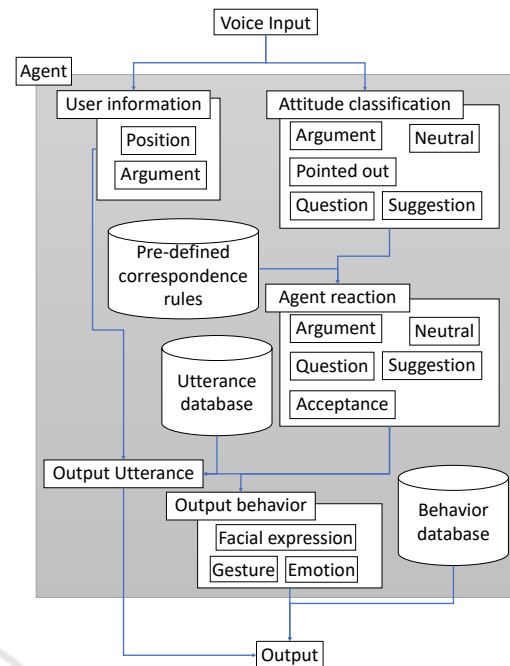 Voice Input
Agent
User information
Position
Argument
Attitude classification
Argument
Neutral
Pointed out
Question
Suggestion
Pre-defined
correspondence
rules
Agent reaction
Argument
Neutral
Question
Suggestion
Acceptance
Utterance
database
Output Utterance
Output behavior
Facial expression
Gesture
Emotion
Behavior
database
Output